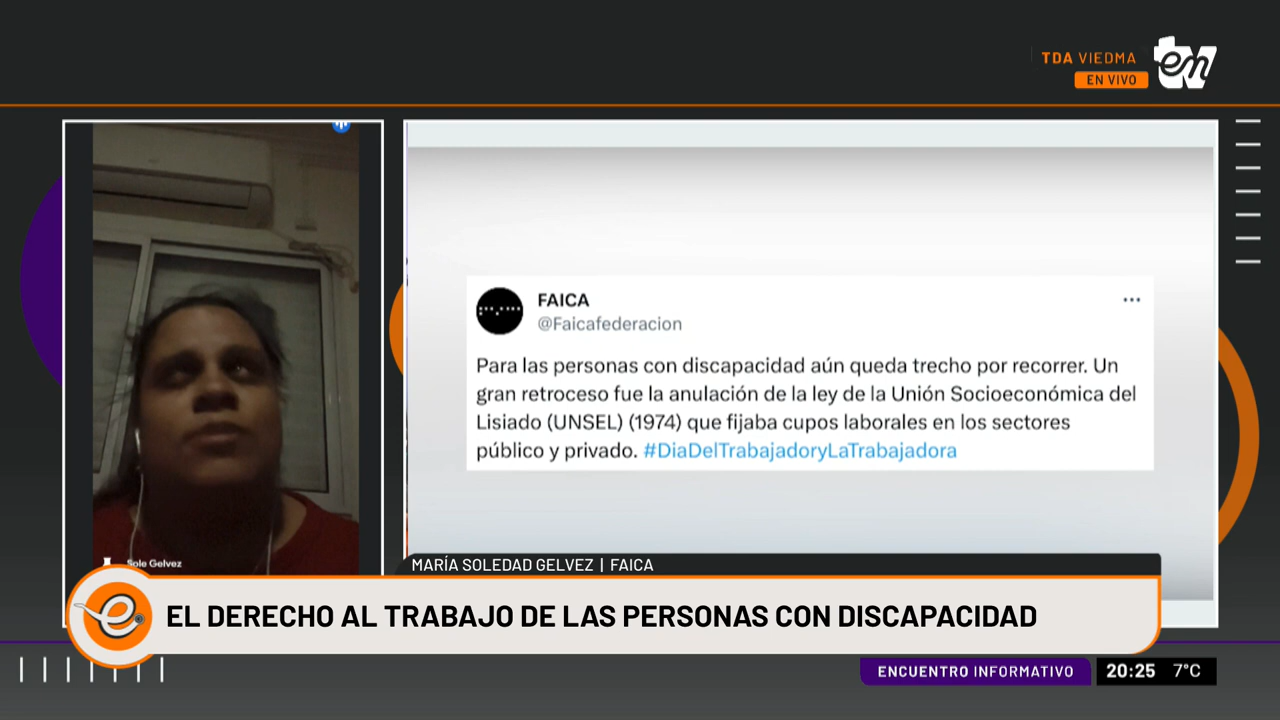 TDA VIEDMA
EN VIVO
em
FAICA
@Faicafederacion
Para las personas con discapacidad aún queda trecho por recorrer. Un
gran retroceso fue la anulación de la ley de la Unión Socioeconómica del
Lisiado (UNSEL) (1974) que fijaba cupos laborales en los sectores
público y privado. #DiaDelTrabajadoryLaTrabajadora
Sole Gelvez
MARÍA SOLEDAD GELVEZ | FAICA
e EL DERECHO AL TRABAJO DE LAS PERSONAS CON DISCAPACIDAD
ENCUENTRO INFORMATIVO 20:25 7°C